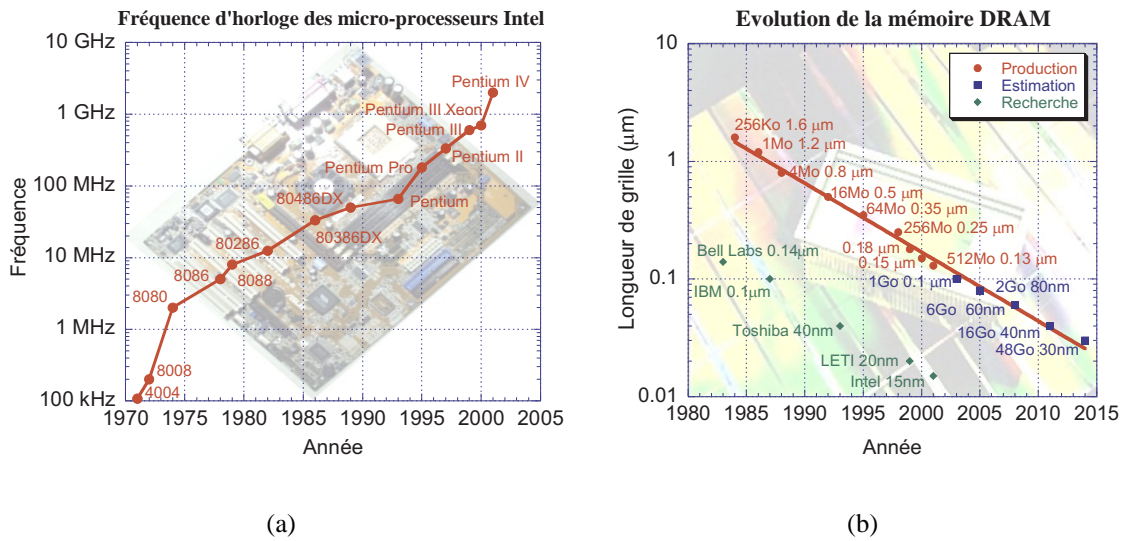 Fréquence d'horloge des micro-processeurs Intel
10 GHz
1 GHz
100 MHz
10 MHz
1 MHz
100 kHz
Fréquence
1970 1975 1980 1985 1990 1995 2000 2005
Année
Pentium IV
Pentium III Xeon
Pentium III
Pentium II
Pentium Pro
Pentium
80486DX
80386DX
80286
8086
8088
8080
8008
4004
(a)
Evolution de la mémoire DRAM
10
1
0.1
0.01
Longueur de grille (μm)
1980 1985 1990 1995 2000 2005 2010 2015
Année
Production
Estimation
Recherche
256Ko 1.6 μm
1Mo 1.2 μm
4Mo 0.8 μm
16Mo 0.5 μm
64Mo 0.35 μm
256Mo 0.25 μm
0.18 μm
0.15 μm
512Mo 0.13 μm
Bell Labs 0.14μm
IBM 0.1μm
1Go 0.1 μm
2Go 80nm
6Go 60nm
16Go 40nm
48Go 30nm
Toshiba 40nm
LETI 20nm
Intel 15nm
(b)